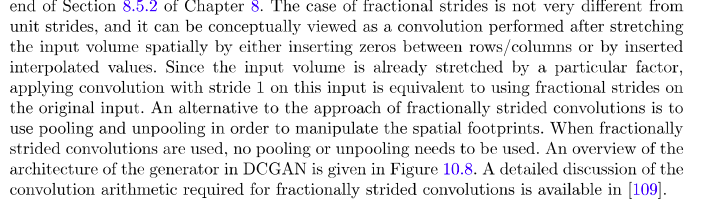 end of Section 8.5.2 of Chapter 8. The case of fractional strides is not very different from
unit strides, and it can be conceptually viewed as a convolution performed after stretching
the input volume spatially by either inserting zeros between rows/columns or by inserted
interpolated values. Since the input volume is already stretched by a particular factor,
applying convolution with stride 1 on this input is equivalent to using fractional strides on
the original input. An alternative to the approach of fractionally strided convolutions is to
use pooling and unpooling in order to manipulate the spatial footprints. When fractionally
strided convolutions are used, no pooling or unpooling needs to be used. An overview of the
architecture of the generator in DCGAN is given in Figure 10.8. A detailed discussion of the
convolution arithmetic required for fractionally strided convolutions is available in [109].